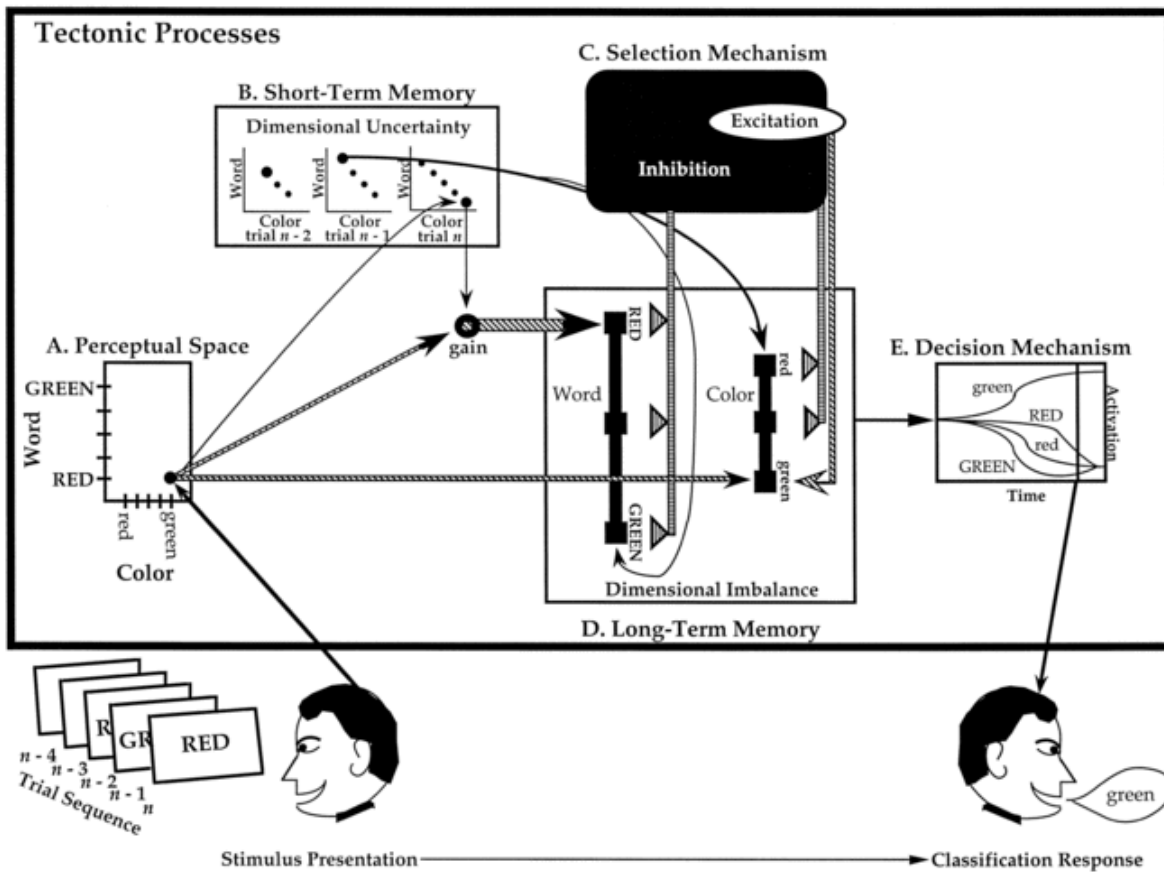 Tectonic Processes
C. Selection Mechanism
B. Short-Term Memory
Dimensional Uncertainty
Excitation
Inhibition
Word
Word
Word
Color
trial n - 2
Color
trial n - 1
Color
trial n
A. Perceptual Space
GREEN
Word
RED
red
green
Color
gain
RED
Word
GREEN
red
Color
green
Dimensional Imbalance
D. Long-Term Memory
E. Decision Mechanism
green
RED
red
GREEN
Activation
Time
R
GR
RED
n - 4
n - 3
n - 2
n - 1
n
Trial Sequence
green
Stimulus Presentation
Classification Response